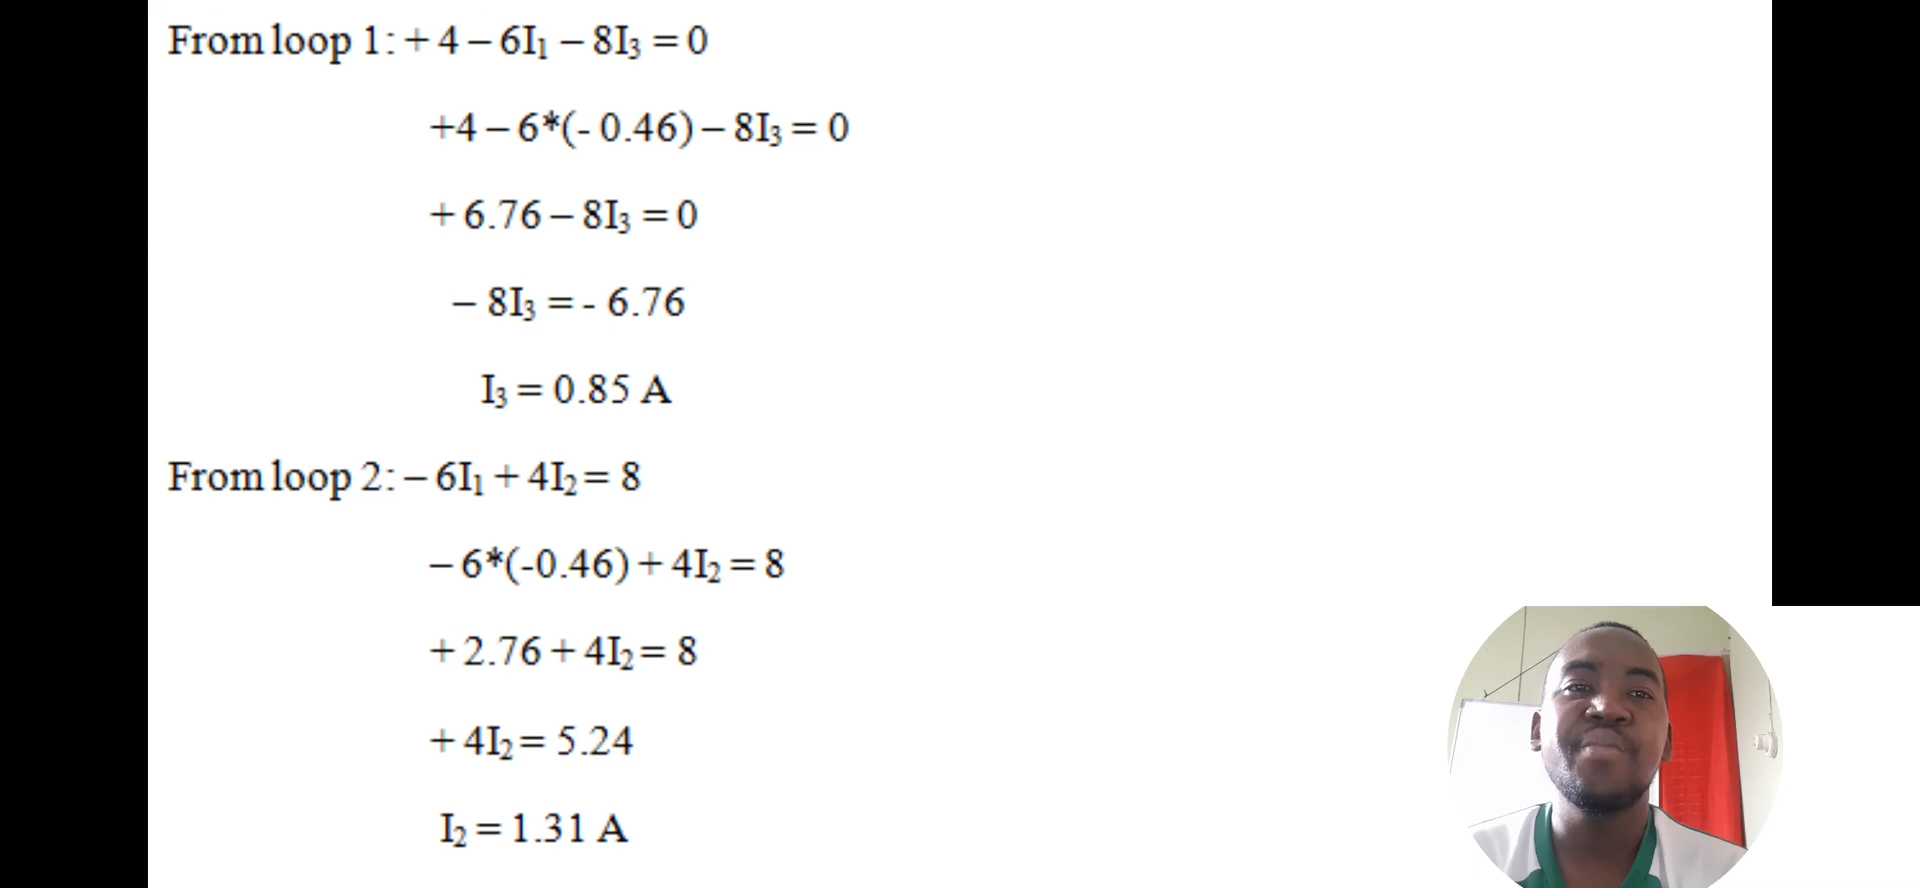 From loop 1: + 4 – 6I₁ – 8I₃ = 0
+4 – 6*(- 0.46) – 8I₃ = 0
+ 6.76 – 8I₃ = 0
– 8I₃ = - 6.76
I₃ = 0.85 A
From loop 2: – 6I₁ + 4I₂ = 8
– 6*(-0.46) + 4I₂ = 8
+ 2.76 + 4I₂ = 8
+ 4I₂ = 5.24
I₂ = 1.31 A